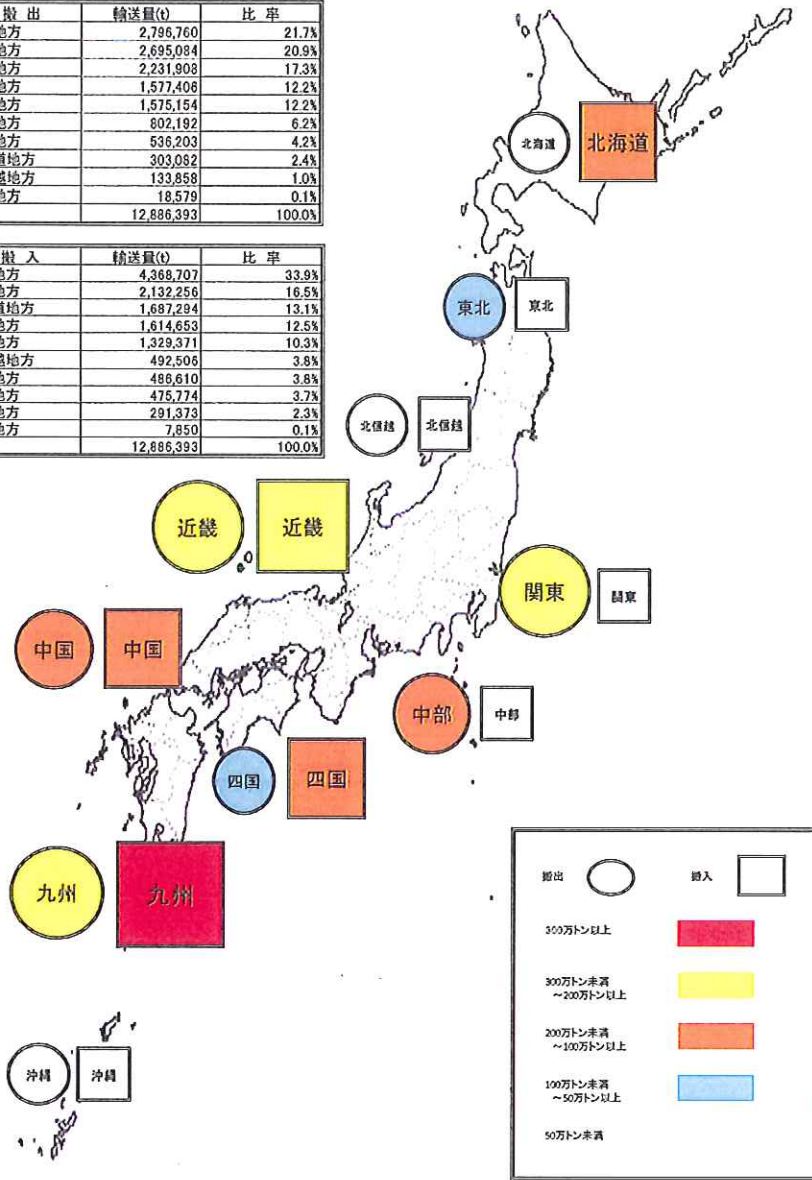 搬 出 輸送量(t) 比 率
地方 2,796,760 21.7%
地方 2,695,084 20.9%
地方 2,231,908 17.3%
地方 1,577,406 12.2%
地方 1,575,154 12.2%
地方 802,192 6.2%
地方 536,203 4.2%
道地方 303,082 2.4%
越地方 133,858 1.0%
地方 18,579 0.1%
12,886,393 100.0%
搬 入 輸送量(t) 比 率
地方 4,368,707 33.9%
地方 2,132,256 16.5%
道地方 1,687,294 13.1%
地方 1,614,653 12.5%
地方 1,329,371 10.3%
越地方 492,506 3.8%
地方 486,610 3.8%
地方 475,774 3.7%
地方 291,373 2.3%
地方 7,850 0.1%
12,886,393 100.0%
北海道 北海道
東北 東北
北信越 北信越
近畿 近畿
関東 関東
中国 中国
中部 中部
四国 四国
九州 九州
沖縄 沖縄
搬出 搬入
300万トン以上
300万トン未満
～200万トン以上
200万トン未満
～100万トン以上
100万トン未満
～50万トン以上
50万トン未満